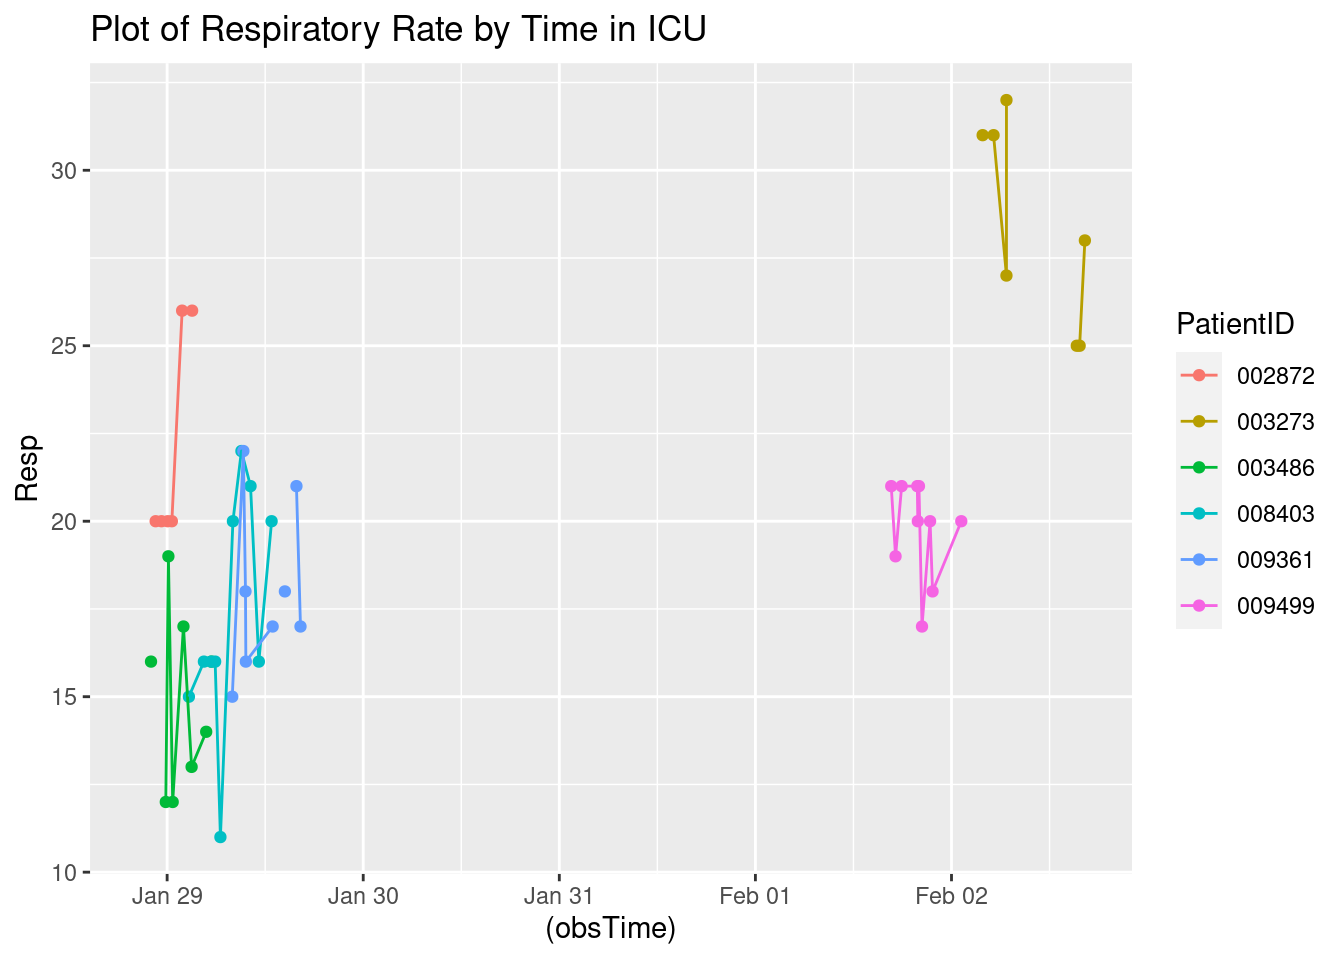 Plot of Respiratory Rate by Time in ICU
30
25
20
15
10
Resp
Jan 29 Jan 30 Jan 31 Feb 01 Feb 02
(obsTime)
PatientID
002872
003273
003486
008403
009361
009499